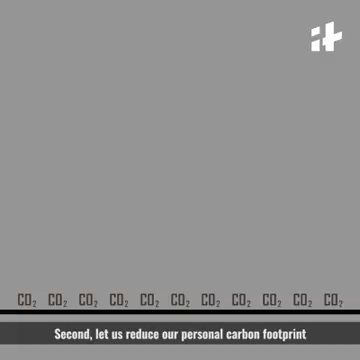 it
CO₂ CO₂ CO₂ CO₂ CO₂ CO₂ CO₂ CO₂ CO₂ CO₂ CO₂
Second, let us reduce our personal carbon footprint